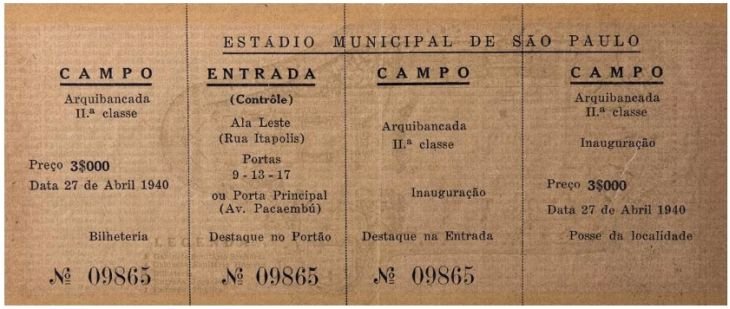 ESTÁDIO MUNICIPAL DE SÃO PAULO
CAMPO
Arquibancada
II.ª classe
Preço 3$000
Data 27 de Abril 1940
Bilheteria
Nº 09865
ENTRADA
(Contrôle)
Ala Leste
(Rua Itapolis)
Portas
9 - 13 - 17
ou Porta Principal
(Av. Pacaembú)
Destaque no Portão
Nº 09865
CAMPO
Arquibancada
II.ª classe
Inauguração
Destaque na Entrada
Nº 09865
CAMPO
Arquibancada
II.ª classe
Inauguração
Preço 3$000
Data 27 de Abril 1940
Posse da localidade